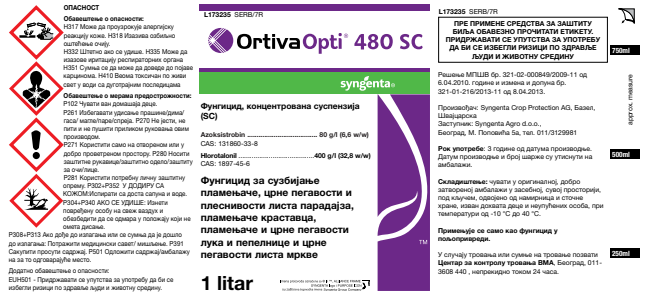 ОПАСНОСТ
Обавештење о опасности:
H317 Може да проузрокује алергијску
реакцију коже. H318 Изазива озбиљно
оштећење очију.
H332 Штетно ако се удише. H335 Може да
изазове иритацију респираторних органа
H351 Сумња се да може да доведе до појаве
карцинома. H410 Веома токсичан по живи
свет у води са дуготрајним последицама
Обавештење о мерама предострожности:
P102 Чувати ван домашаја деце.
P261 Избегавати удисање прашине/дима/
гаса/ магле/паре/спреја. P270 Не јести, не
пити и не пушити приликом руковања овим
производом.
P271 Користити само на отвореном или у
добро проветреном простору. P280 Носити
заштитне рукавице/заштитно одело/заштиту
за очи/лице.
P281 Користити потребну личну заштитну
опрему. P302+P352 У ДОДИРУ СА
КОЖОМ:Испирати са доста сапуна и воде.
P304+P340 АКО СЕ УДИШЕ: Изнети
повређену особу на свеж ваздух и
обезбедити да се одмара у положају који не
омета дисање.
P308+P313 Ако дође до излагања или се сумња да је дошло
до излагања: Потражити медицински савет/ мишљење. P391
Сакупити просути садржај. P501 Одложити садржај/амбалажу
на за то одговарајуће место.
Додатно обавештење о опасности:
EUH501 - Придржавати се упутства за употребу да би се
избегли ризици по здравље људи и животну средину.
L173235 SERB/7R
OrtivaOpti® 480 SC
syngenta®
Фунгицид, концентрована суспензија
(SC)
Azoksistrobin 80 g/l (6,6 w/w)
CAS: 131860-33-8
Hlorotalonil 400 g/l (32,8 w/w)
CAS: 1897-45-6
Фунгицид за сузбијање
пламењаче, црне пегавости и
плеснивости листа парадајза,
пламењаче краставца,
пламењаче и црне пегавости
лука и пепелнице и црне
пегавости листа мркве
TM
1 litar
L173235 SERB/7R
ПРЕ ПРИМЕНЕ СРЕДСТВА ЗА ЗАШТИТУ
БИЉА ОБАВЕЗНО ПРОЧИТАТИ ЕТИКЕТУ.
ПРИДРЖАВАТИ СЕ УПУТСТВА ЗА УПОТРЕБУ
ДА БИ СЕ ИЗБЕГЛИ РИЗИЦИ ПО ЗДРАВЉЕ
ЉУДИ И ЖИВОТНУ СРЕДИНУ
Решење МПШВ бр. 321-02-000849/2009-11 од
6.04.2010. године и измена и допуна бр.
321-01-216/2013-11 од 8.04.2013.
Произвођач: Syngenta Crop Protection AG, Базел,
Швајцарска
Заступник: Syngenta Agro d.o.o.,
Београд, М. Поповића 5а, тел. 011/3129981
Рок употребе: 3 године од датума производње.
Датум производње и број шарже су утиснути на
амбалажи.
Складиштење: чувати у оригиналној, добро
затвореној амбалажи у засебној, сувој просторији,
под кључем, одвојено од намирница и сточне
хране, изван дохвата деце и неупућених особа, при
температури од -10 °C до 40 °C.
Примењује се само као фунгицид у
пољопривреди.
У случају тровања или сумње на тровање позвати
Центар за контролу тровања ВМА, Београд, 011-
3608 440 , непрекидно током 24 часа.
750ml
approx. measure
500ml
250ml